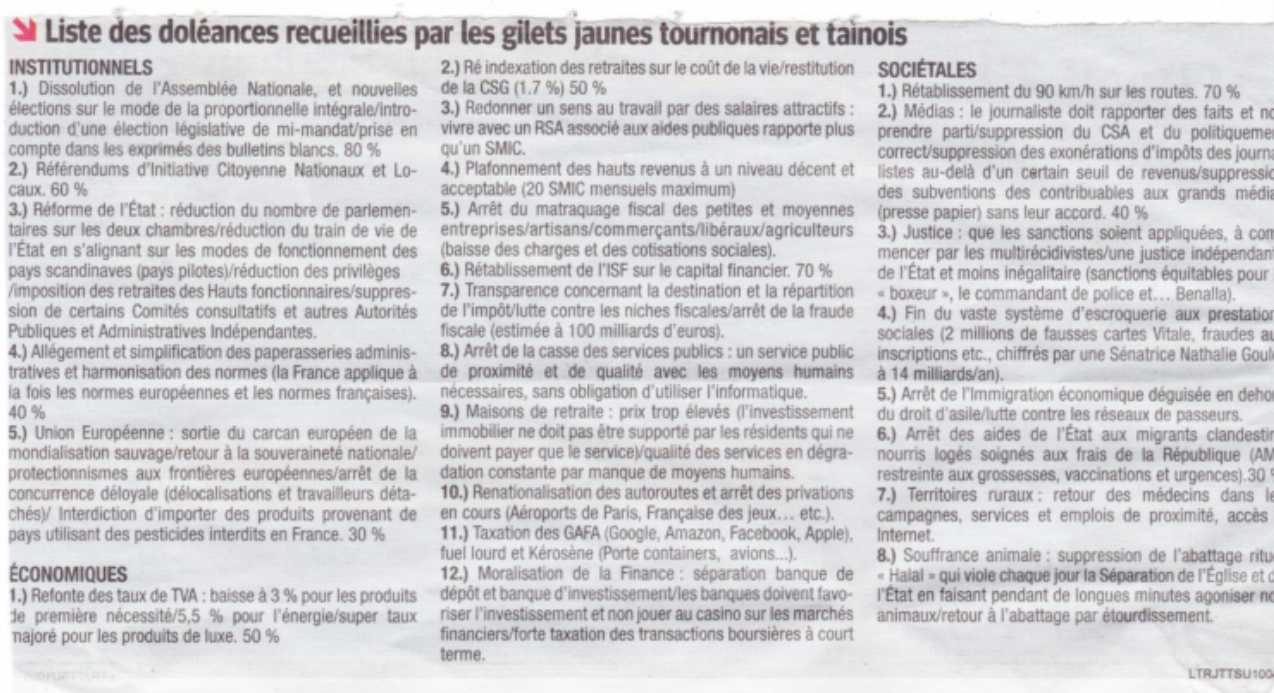 Liste des doléances recueillies par les gilets jaunes tournonais et tainois
INSTITUTIONNELS
1.) Dissolution de l'Assemblée Nationale, et nouvelles
élections sur le mode de la proportionnelle intégrale/intro-
duction d'une élection législative de mi-mandat/prise en
compte dans les exprimés des bulletins blancs. 80 %
2.) Référendums d'Initiative Citoyenne Nationaux et Lo-
caux. 60 %
3.) Réforme de l'État : réduction du nombre de parlemen-
taires sur les deux chambres/réduction du train de vie de
l'État en s'alignant sur les modes de fonctionnement des
pays scandinaves (pays pilotes)/réduction des privilèges
/imposition des retraites des Hauts fonctionnaires/suppres-
sion de certains Comités consultatifs et autres Autorités
Publiques et Administratives Indépendantes.
4.) Allégement et simplification des paperasseries adminis-
tratives et harmonisation des normes (la France applique à
la fois les normes européennes et les normes françaises).
40 %
5.) Union Européenne : sortie du carcan européen de la
mondialisation sauvage/retour à la souveraineté nationale/
protectionnismes aux frontières européennes/arrêt de la
concurrence déloyale (délocalisations et travailleurs déta-
chés)/ Interdiction d'importer des produits provenant de
pays utilisant des pesticides interdits en France. 30 %
ÉCONOMIQUES
1.) Refonte des taux de TVA : baisse à 3 % pour les produits
de première nécessité/5,5 % pour l'énergie/super taux
majoré pour les produits de luxe. 50 %
2.) Ré indexation des retraites sur le coût de la vie/restitution
de la CSG (1.7 %) 50 %
3.) Redonner un sens au travail par des salaires attractifs :
vivre avec un RSA associé aux aides publiques rapporte plus
qu'un SMIC.
4.) Plafonnement des hauts revenus à un niveau décent et
acceptable (20 SMIC mensuels maximum)
5.) Arrêt du matraquage fiscal des petites et moyennes
entreprises/artisans/commerçants/libéraux/agriculteurs
(baisse des charges et des cotisations sociales).
6.) Rétablissement de l'ISF sur le capital financier. 70 %
7.) Transparence concernant la destination et la répartition
de l'impôt/lutte contre les niches fiscales/arrêt de la fraude
fiscale (estimée à 100 milliards d'euros).
8.) Arrêt de la casse des services publics : un service public
de proximité et de qualité avec les moyens humains
nécessaires, sans obligation d'utiliser l'informatique.
9.) Maisons de retraite : prix trop élevés (l'investissement
immobilier ne doit pas être supporté par les résidents qui ne
doivent payer que le service)/qualité des services en dégra-
dation constante par manque de moyens humains.
10.) Renationalisation des autoroutes et arrêt des privations
en cours (Aéroports de Paris, Française des jeux... etc.).
11.) Taxation des GAFA (Google, Amazon, Facebook, Apple),
fuel lourd et Kérosène (Porte containers, avions...).
12.) Moralisation de la Finance : séparation banque de
dépôt et banque d'investissement/les banques doivent favo-
riser l'investissement et non jouer au casino sur les marchés
financiers/forte taxation des transactions boursières à court
terme.
SOCIÉTALES
1.) Rétablissement du 90 km/h sur les routes. 70 %
2.) Médias : le journaliste doit rapporter des faits et no
prendre parti/suppression du CSA et du politiquemen
correct/suppression des exonérations d'impôts des journa
listes au-delà d'un certain seuil de revenus/suppressio
des subventions des contribuables aux grands média
(presse papier) sans leur accord. 40 %
3.) Justice : que les sanctions soient appliquées, à com
mencer par les multirécidivistes/une justice indépendant
de l'État et moins inégalitaire (sanctions équitables pour
« boxeur », le commandant de police et... Benalla).
4.) Fin du vaste système d'escroquerie aux prestation
sociales (2 millions de fausses cartes Vitale, fraudes au
inscriptions etc., chiffrés par une Sénatrice Nathalie Goule
à 14 milliards/an).
5.) Arrêt de l'Immigration économique déguisée en dehor
du droit d'asile/lutte contre les réseaux de passeurs.
6.) Arrêt des aides de l'État aux migrants clandestin
nourris logés soignés aux frais de la République (AM
restreinte aux grossesses, vaccinations et urgences).30
7.) Territoires ruraux : retour des médecins dans le
campagnes, services et emplois de proximité, accès
Internet.
8.) Souffrance animale : suppression de l'abattage ritue
« Halal » qui viole chaque jour la Séparation de l'Église et d
l'État en faisant pendant de longues minutes agoniser no
animaux/retour à l'abattage par étourdissement.
LTRJTTSU100